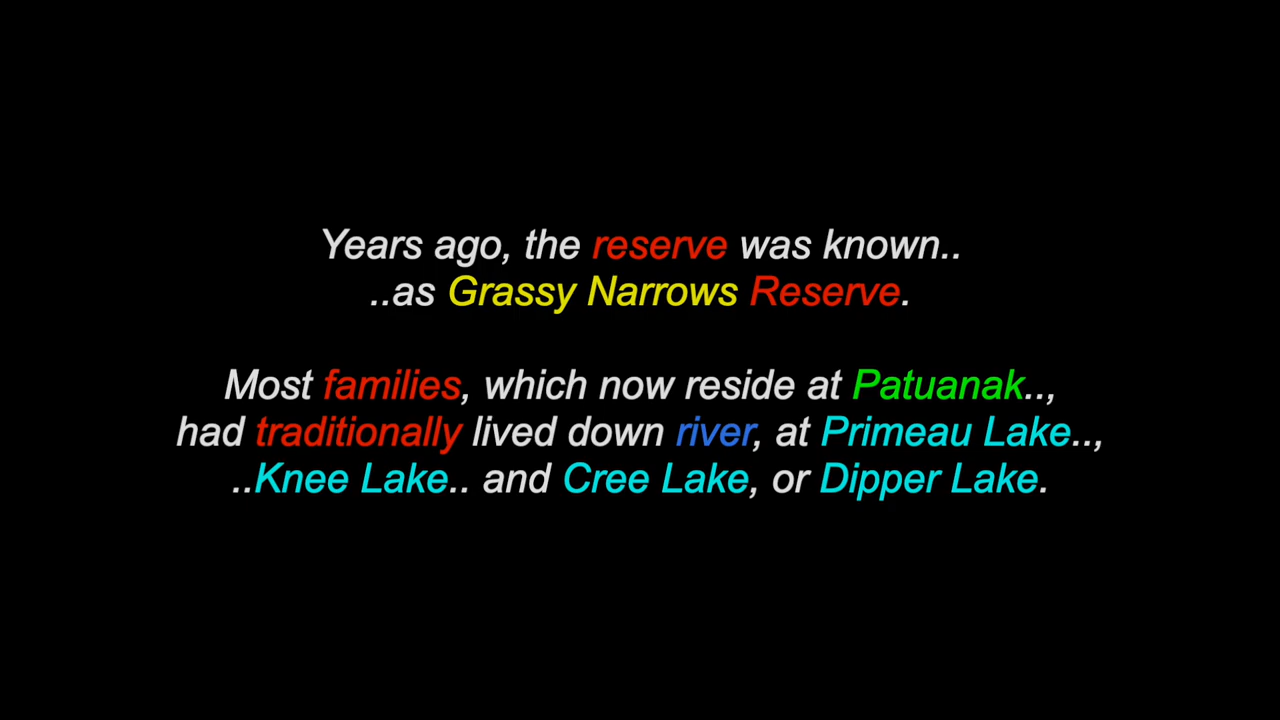 Years ago, the reserve was known..
..as Grassy Narrows Reserve.
Most families, which now reside at Patuanak..,
had traditionally lived down river, at Primeau Lake..,
..Knee Lake.. and Cree Lake, or Dipper Lake.